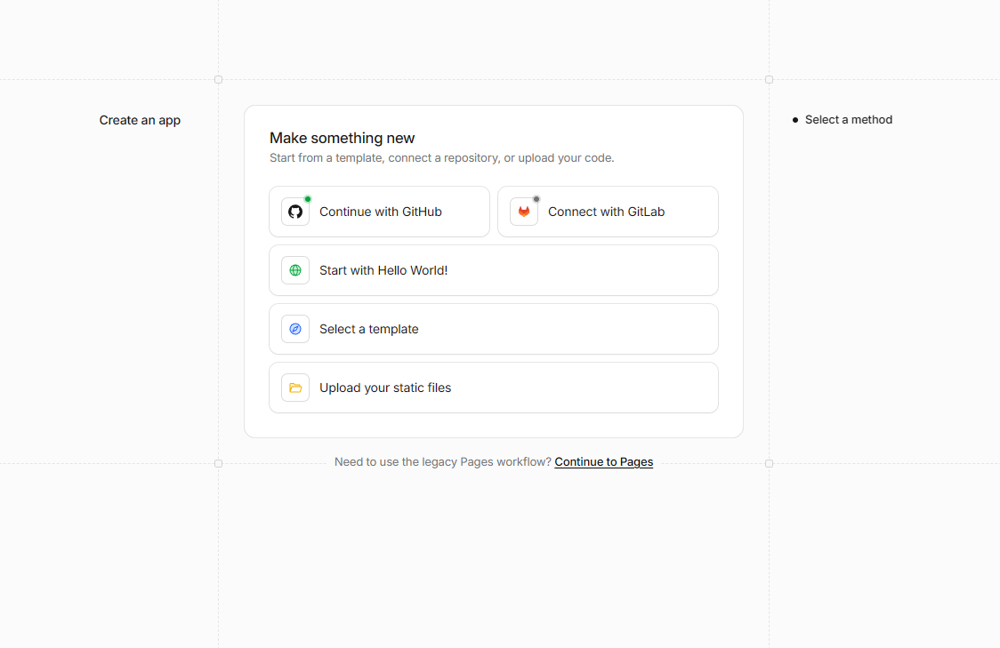 Create an app
Select a method
Make something new
Start from a template, connect a repository, or upload your code.
Continue with GitHub
Connect with GitLab
Start with Hello World!
Select a template
Upload your static files
Need to use the legacy Pages workflow? Continue to Pages